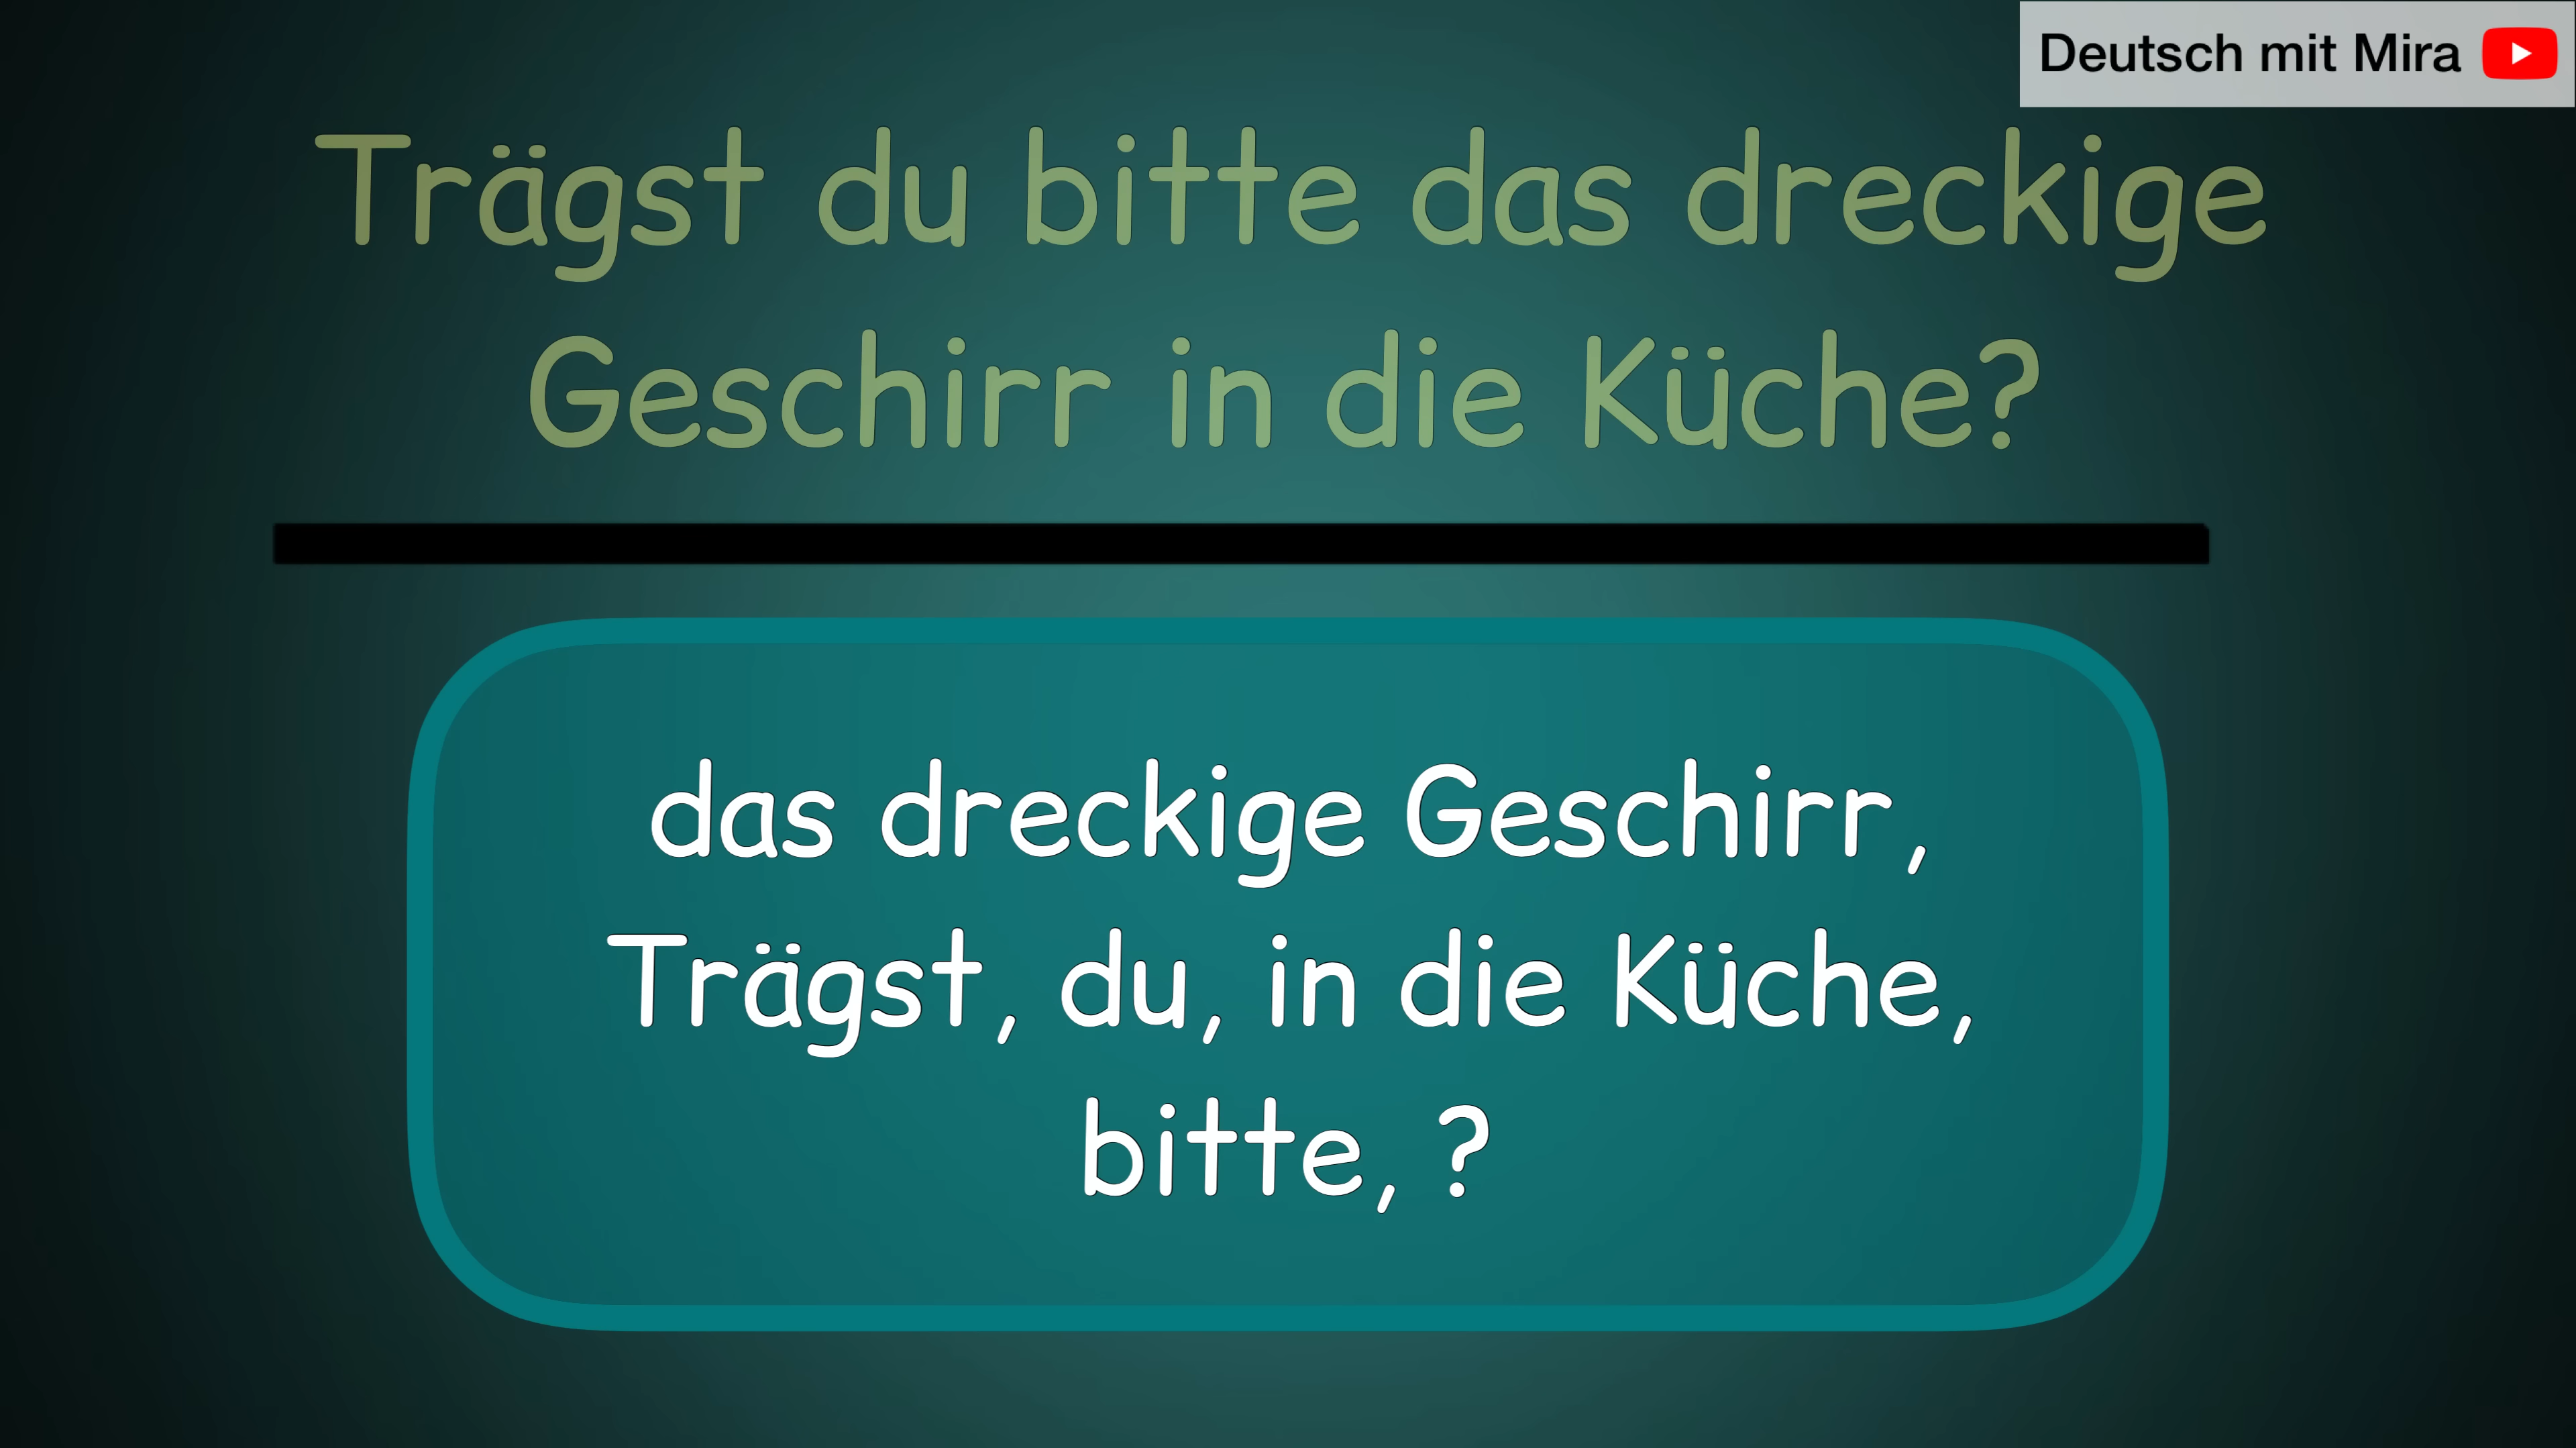 Deutsch mit Mira
Trägst du bitte das dreckige
Geschirr in die Küche?
das dreckige Geschirr,
Trägst, du, in die Küche,
bitte, ?